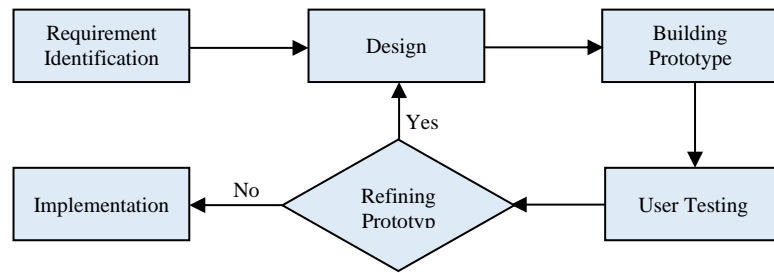 Requirement
Identification
Design
Building
Prototype
Yes
No
Implementation
Refining
Prototyp
User Testing